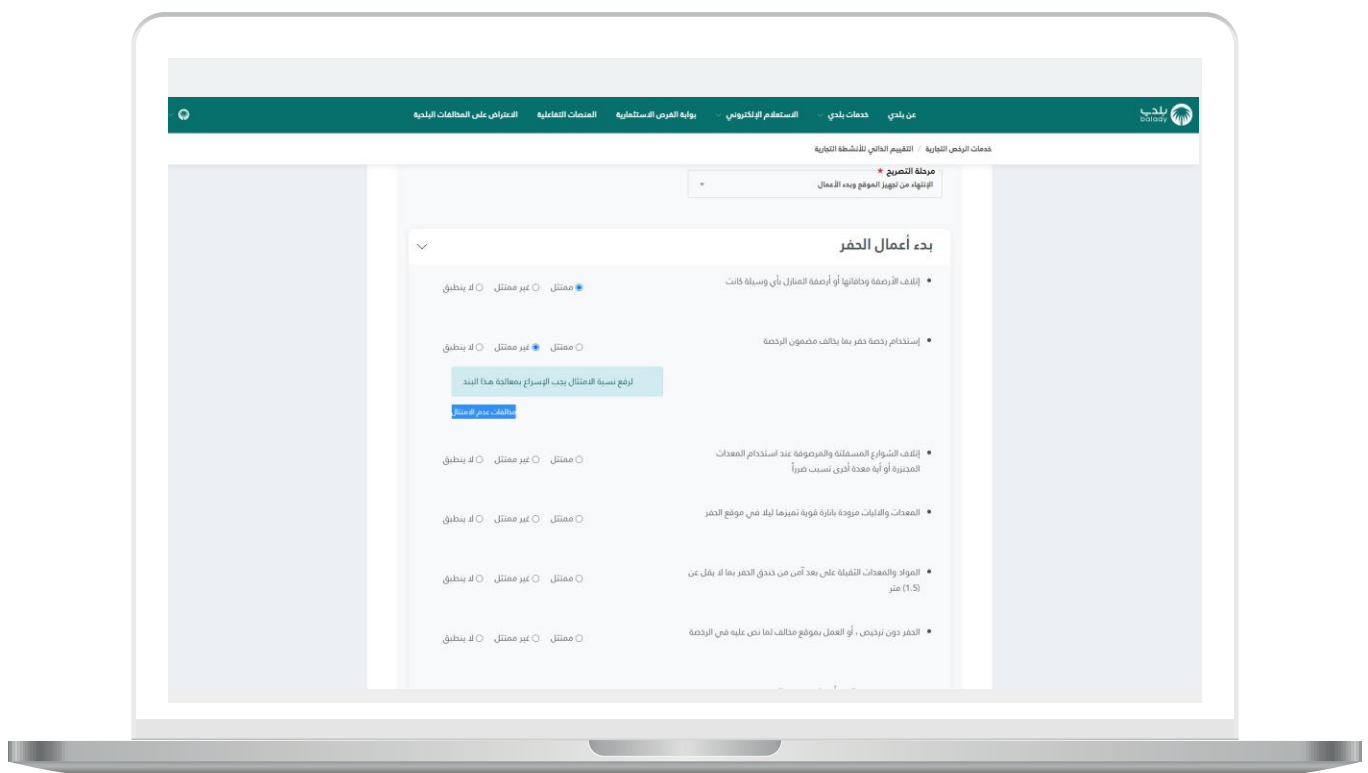 بلدي
balady
عن بلدي
خدمات بلدي
الاستعلام الإلكتروني
بوابة الفرص الاستثمارية
المنصات التفاعلية
الاعتراض على المخالفات البلدية
خدمات الرخص التجارية / التقييم الذاتي للأنشطة التجارية
مرحلة التصريح *
الإنتهاء من تجهيز الموقع وبدء الأعمال
بدء أعمال الحفر
إتلاف الأرصفة وحافاتها أو أرصفة المنازل بأي وسيلة كانت
ممتثل غير ممتثل لا ينطبق
إستخدام رخصة حفر بما يخالف مضمون الرخصة
ممتثل غير ممتثل لا ينطبق
لرفع نسبة الامتثال يجب الإسراع بمعالجة هذا البند
مخالفات عدم الامتثال
إتلاف الشوارع المسفلتة والمرصوفة عند استخدام المعدات
المجنزرة أو أية معدة أخرى تسبب ضرراً
ممتثل غير ممتثل لا ينطبق
المعدات والاليات مزودة بانارة قوية تميزها ليلا في موقع الحفر
ممتثل غير ممتثل لا ينطبق
المواد والمعدات الثقيلة على بعد آمن من خندق الحفر بما لا يقل عن
(1.5) متر
ممتثل غير ممتثل لا ينطبق
الحفر دون ترخيص ، أو العمل بموقع مخالف لما نص عليه في الرخصة
ممتثل غير ممتثل لا ينطبق